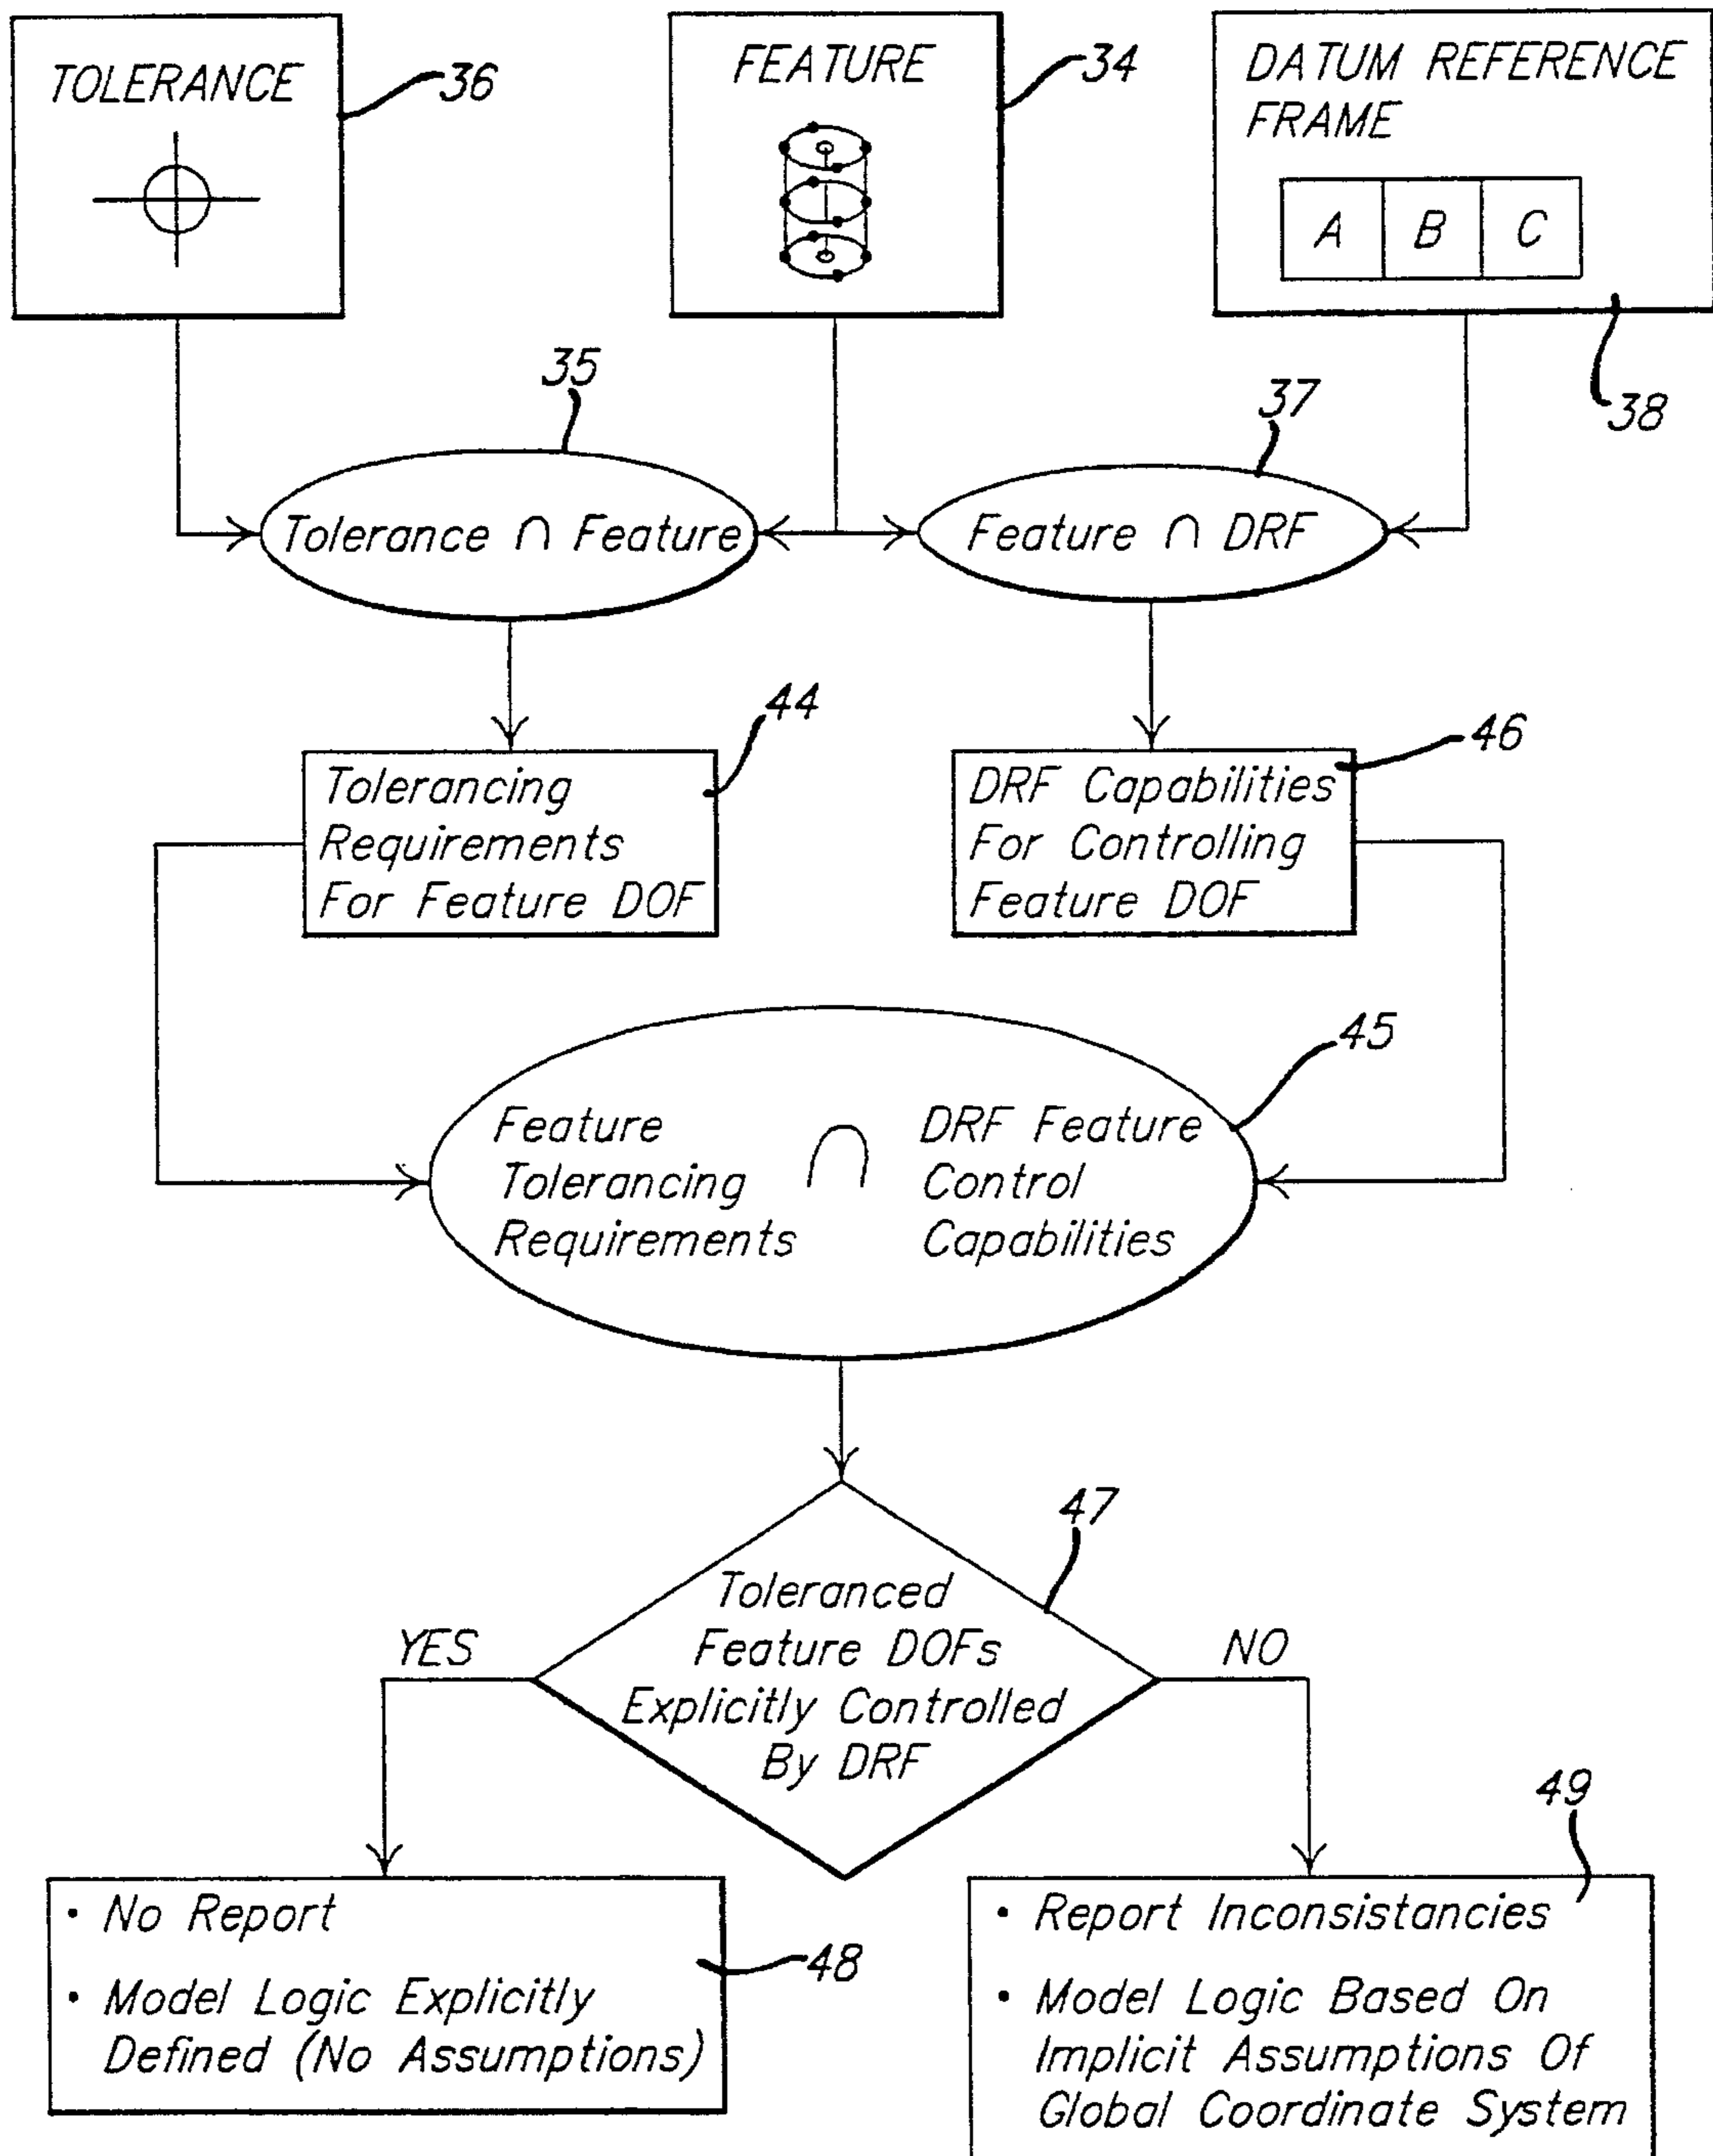 TOLERANCE
36
FEATURE
34
DATUM REFERENCE
FRAME
A B C
38
35
Tolerance ∩ Feature
37
Feature ∩ DRF
44
Tolerancing
Requirements
For Feature DOF
46
DRF Capabilities
For Controlling
Feature DOF
45
Feature
Tolerancing
Requirements
∩
DRF Feature
Control
Capabilities
47
Toleranced
Feature DOFs
Explicitly Controlled
By DRF
YES
NO
48
• No Report
• Model Logic Explicitly
Defined (No Assumptions)
49
• Report Inconsistancies
• Model Logic Based On
Implicit Assumptions Of
Global Coordinate System